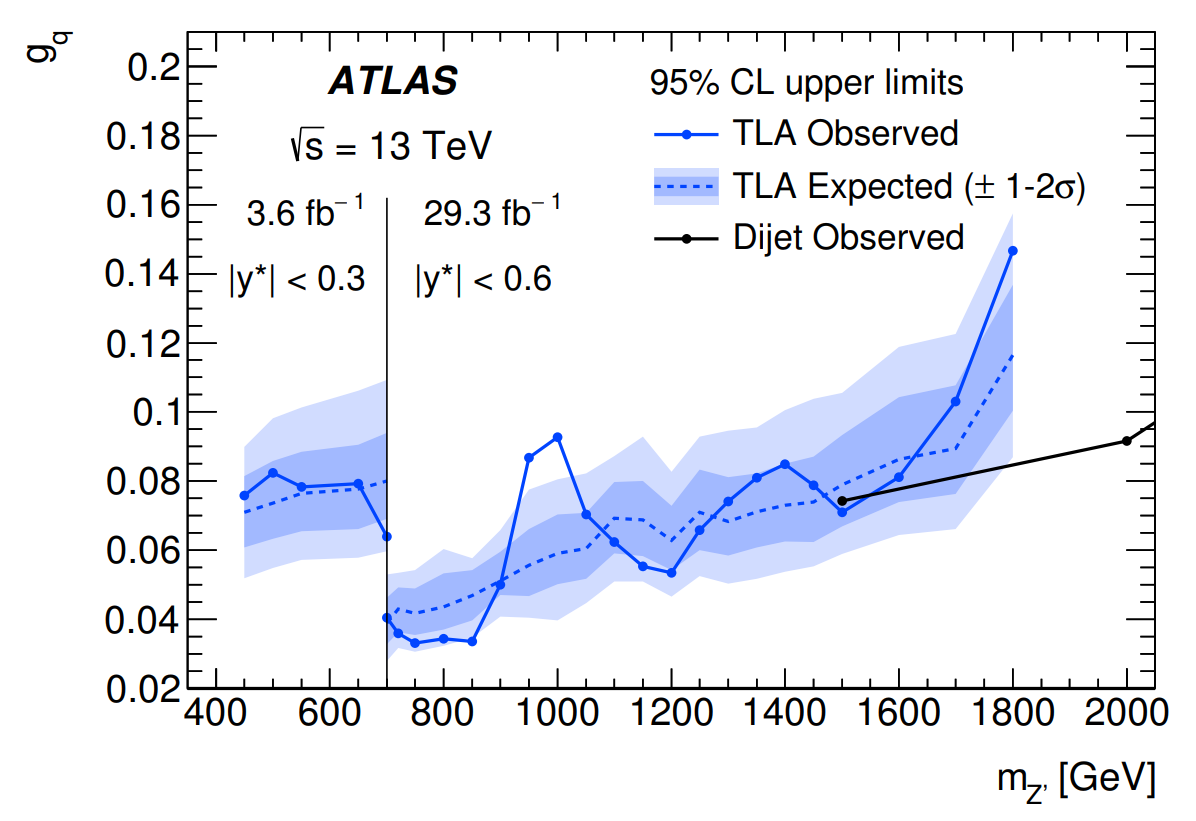 g_q
0.2
0.18
0.16
0.14
0.12
0.1
0.08
0.06
0.04
0.02
ATLAS
√s = 13 TeV
3.6 fb⁻¹
29.3 fb⁻¹
|y*| < 0.3
|y*| < 0.6
95% CL upper limits
TLA Observed
TLA Expected (± 1-2σ)
Dijet Observed
400 600 800 1000 1200 1400 1600 1800 2000
m_Z' [GeV]